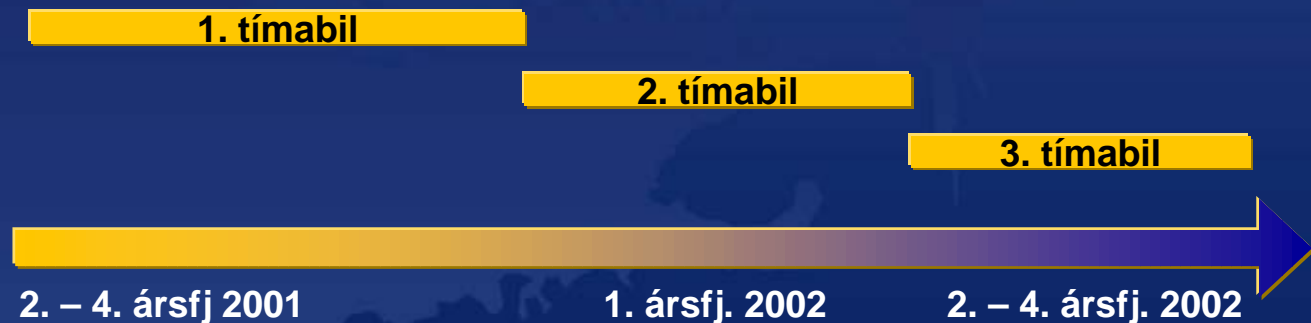 1. tímabil
2. tímabil
3. tímabil
2. – 4. ársfj 2001
1. ársfj. 2002
2. – 4. ársfj. 2002